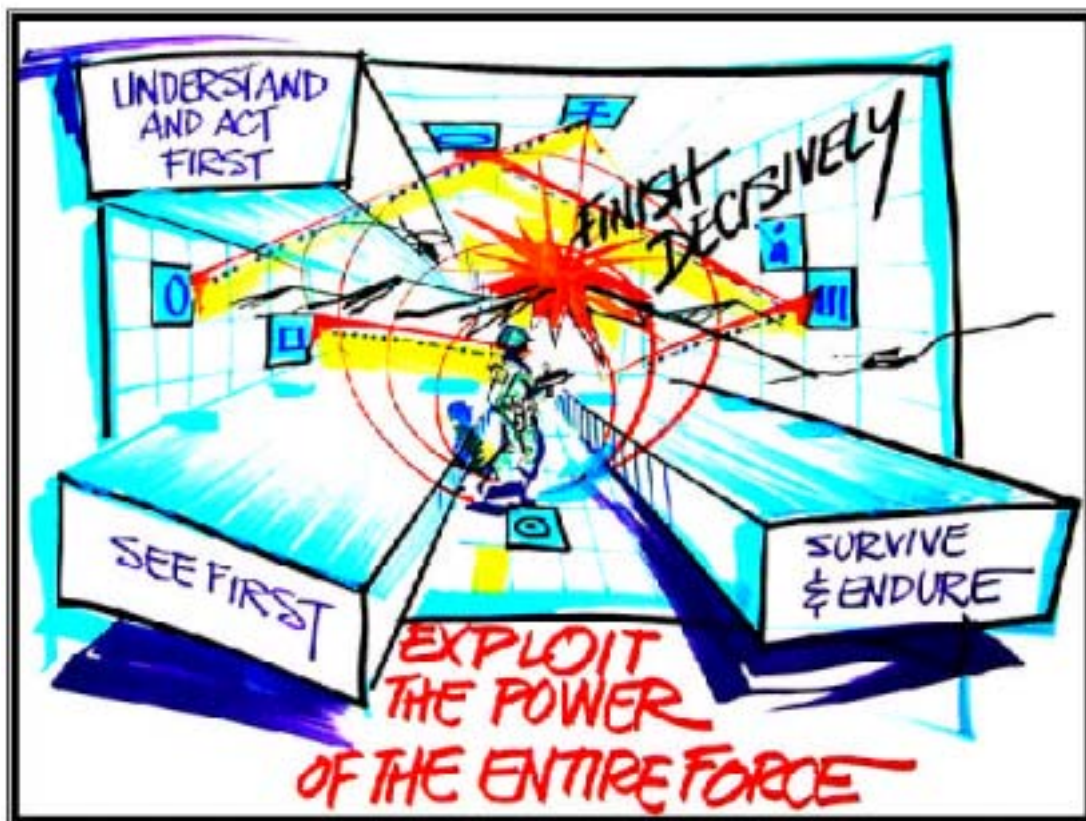 UNDERSTAND
AND ACT
FIRST
FINISH
DECISIVELY
SEE FIRST
SURVIVE
& ENDURE
EXPLOIT
THE POWER
OF THE ENTIRE FORCE